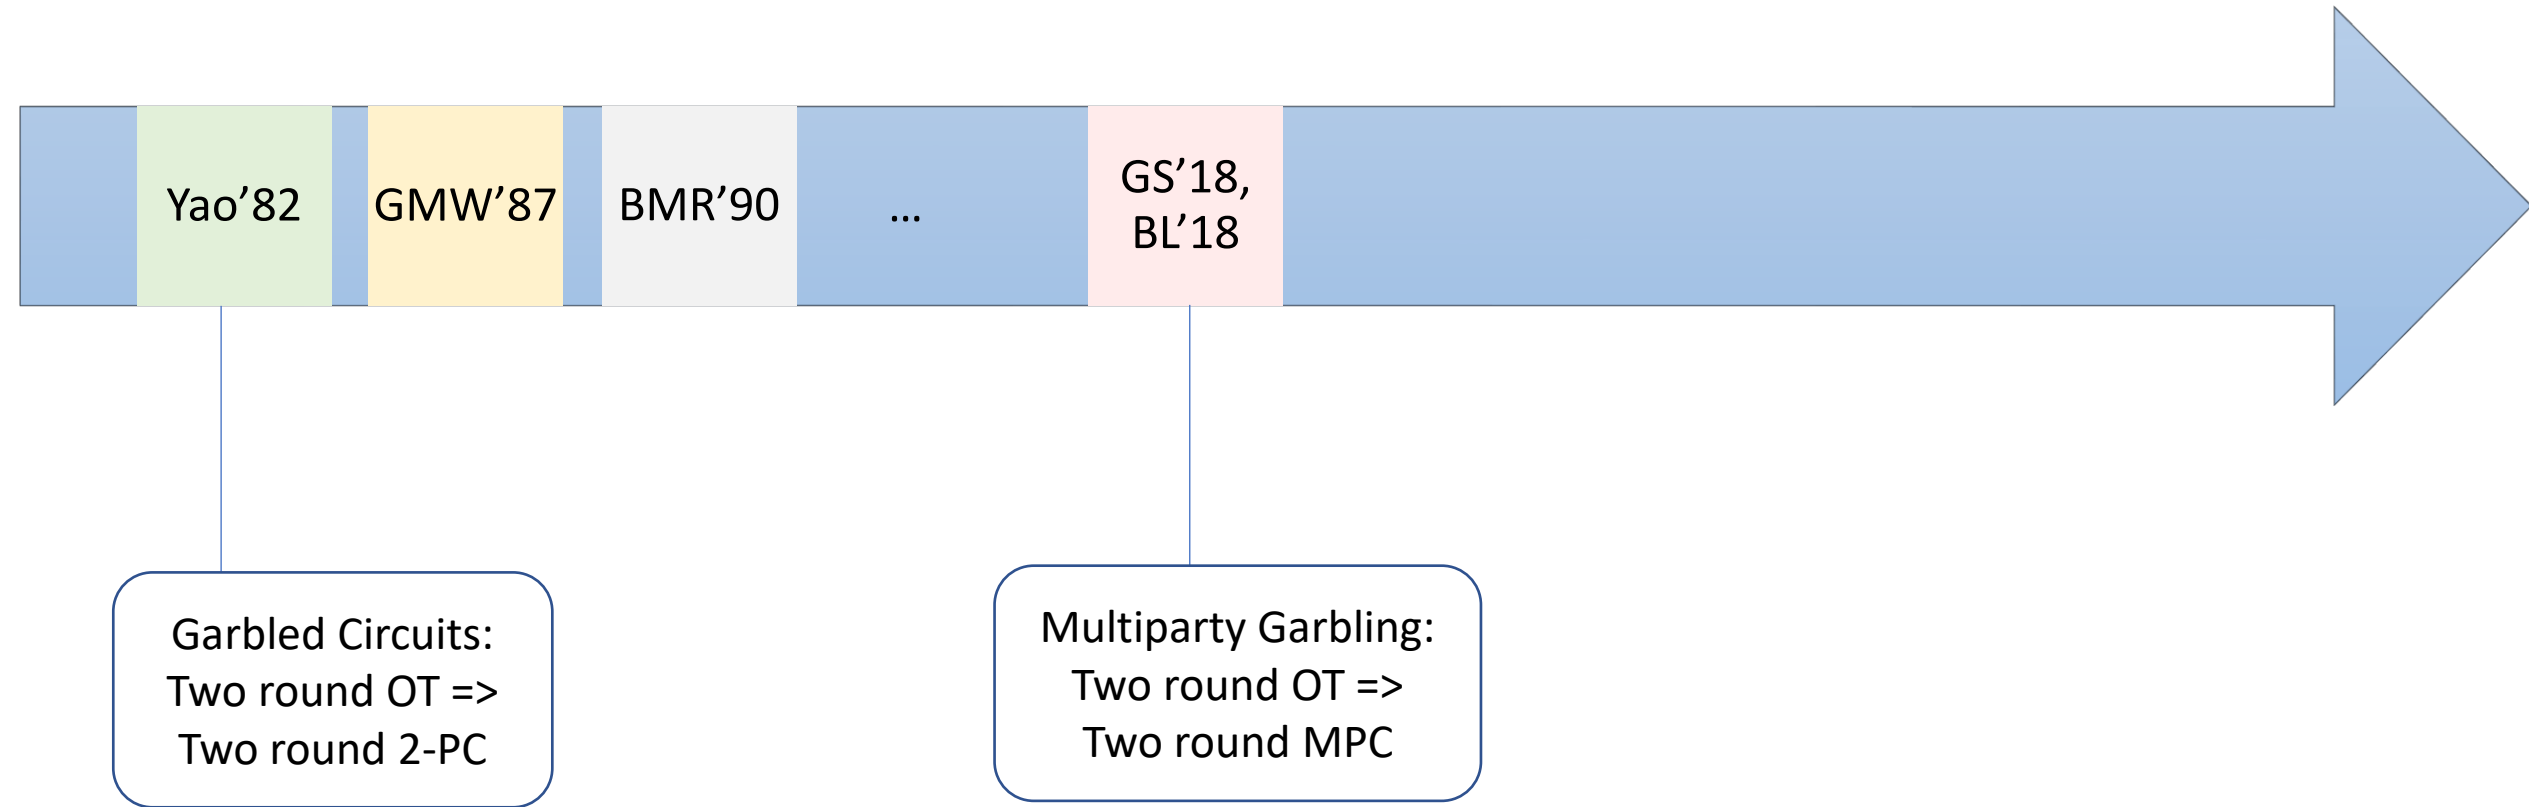 Yao’82
GMW’87
BMR’90
...
GS’18,
BL’18
Garbled Circuits:
Two round OT =>
Two round 2-PC
Multiparty Garbling:
Two round OT =>
Two round MPC